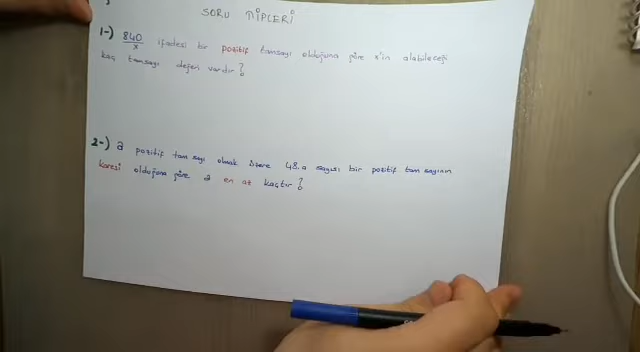 SORU TİPLERİ
1-) 840/x ifadesi bir pozitif tamsayı olduğuna göre x'in alabileceği
kaç tamsayı değeri vardır?
2-) a pozitif tam sayı olmak üzere 48.a sayısı bir pozitif tam sayının
karesi olduğuna göre a en az kaçtır?